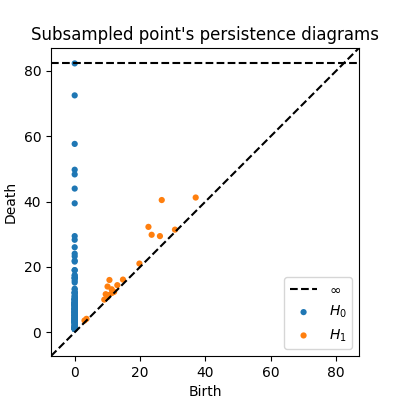 Subsampled point's persistence diagrams
80
60
40
20
0
Death
∞
H₀
H₁
0 20 40 60 80
Birth